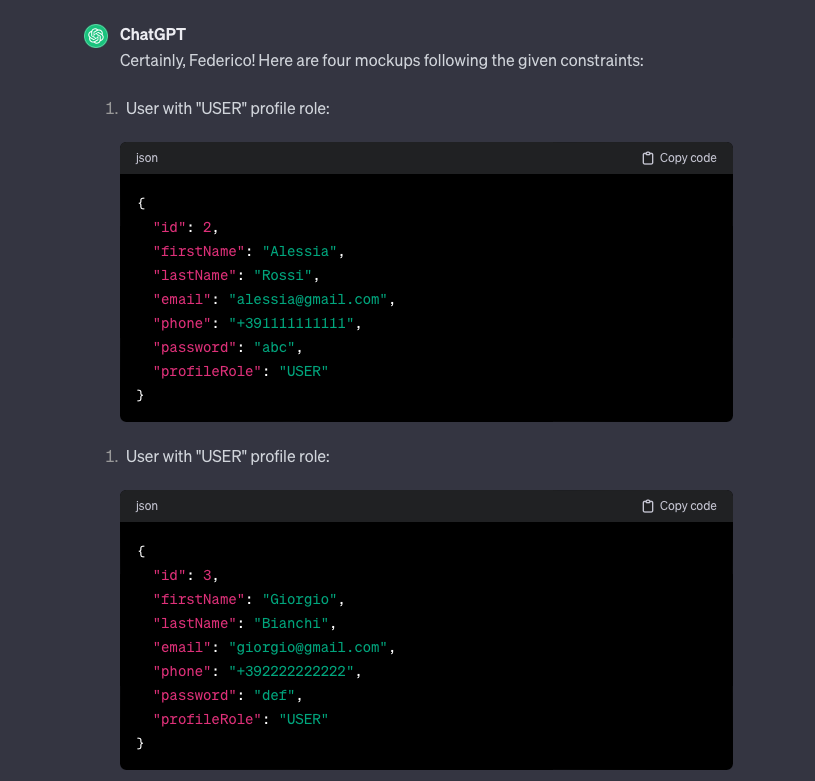 ChatGPT
Certainly, Federico! Here are four mockups following the given constraints:
1. User with "USER" profile role:
json Copy code
{
  "id": 2,
  "firstName": "Alessia",
  "lastName": "Rossi",
  "email": "alessia@gmail.com",
  "phone": "+391111111111",
  "password": "abc",
  "profileRole": "USER"
}
1. User with "USER" profile role:
json Copy code
{
  "id": 3,
  "firstName": "Giorgio",
  "lastName": "Bianchi",
  "email": "giorgio@gmail.com",
  "phone": "+392222222222",
  "password": "def",
  "profileRole": "USER"
}